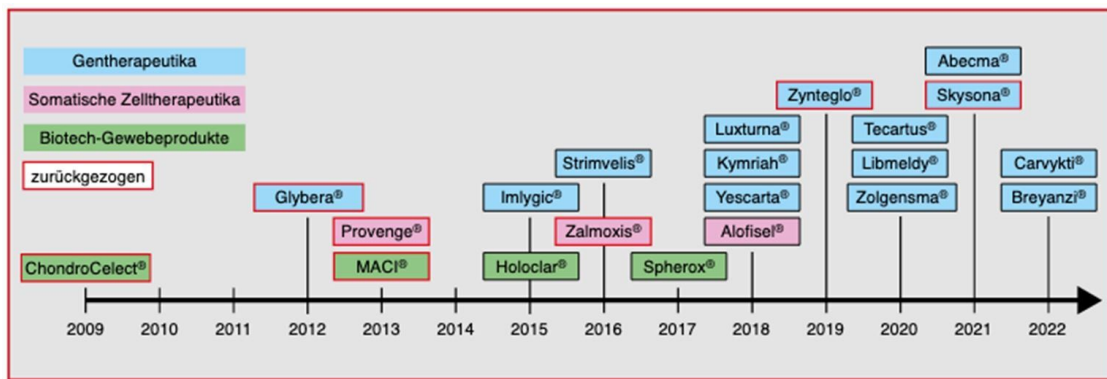 Gentherapeutika
Somatische Zelltherapeutika
Biotech-Gewebeprodukte
zurückgezogen
ChondroCelect®
Glybera®
Provenge®
MACI®
Imlygic®
Holoclar®
Strimvelis®
Zalmoxis®
Spherox®
Luxturna®
Kymriah®
Yescarta®
Alofisel®
Zynteglo®
Tecartus®
Libmeldy®
Zolgensma®
Abecma®
Skysona®
Carvykti®
Breyanzi®
2009 2010 2011 2012 2013 2014 2015 2016 2017 2018 2019 2020 2021 2022